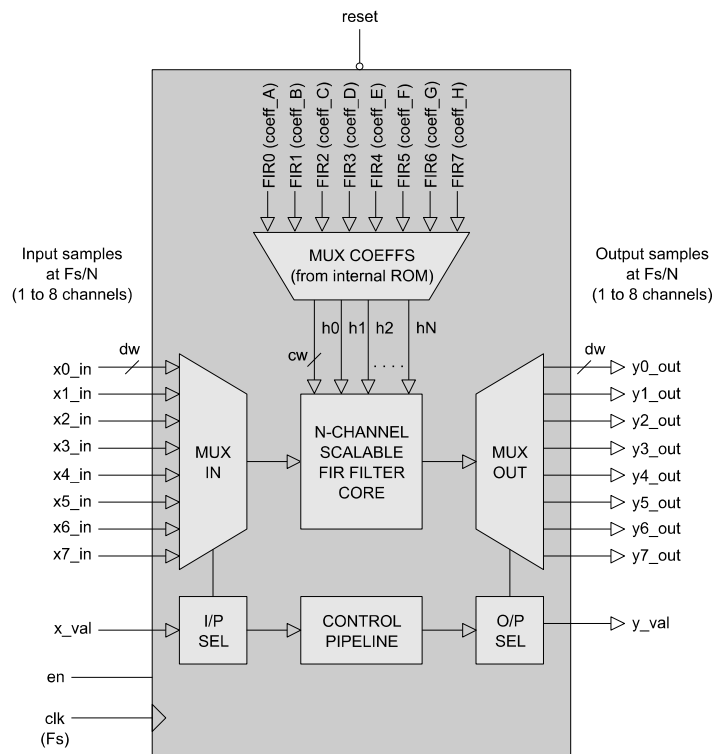 reset
FIR0 (coeff_A)
FIR1 (coeff_B)
FIR2 (coeff_C)
FIR3 (coeff_D)
FIR4 (coeff_E)
FIR5 (coeff_F)
FIR6 (coeff_G)
FIR7 (coeff_H)
MUX COEFFS
(from internal ROM)
Input samples
at Fs/N
(1 to 8 channels)
Output samples
at Fs/N
(1 to 8 channels)
h0 h1 h2 hN
cw
. . . .
dw
dw
x0_in
x1_in
x2_in
x3_in
x4_in
x5_in
x6_in
x7_in
MUX
IN
N-CHANNEL
SCALABLE
FIR FILTER
CORE
MUX
OUT
y0_out
y1_out
y2_out
y3_out
y4_out
y5_out
y6_out
y7_out
x_val
I/P
SEL
CONTROL
PIPELINE
O/P
SEL
y_val
en
clk
(Fs)